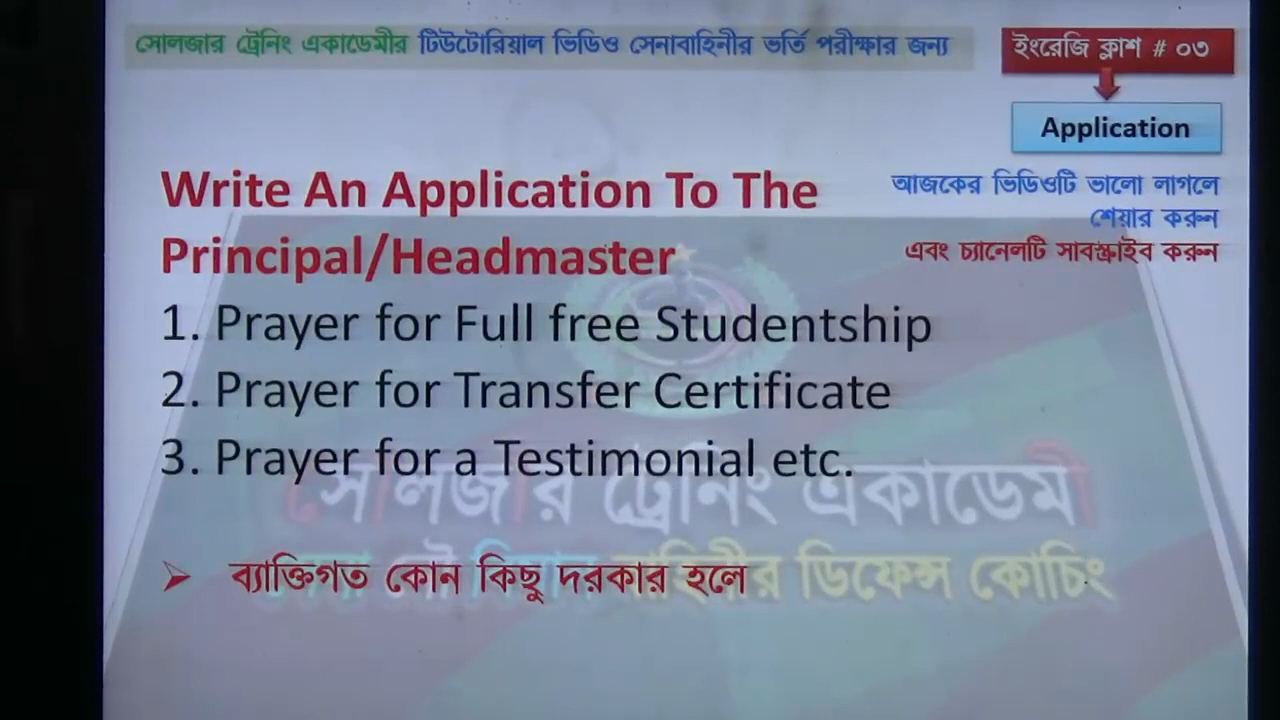 সোলজার ট্রেনিং একাডেমীর টিউটোরিয়াল ভিডিও সেনাবাহিনীর ভর্তি পরীক্ষার জন্য
ইংরেজি ক্লাশ # ০৩
Application
আজকের ভিডিওটি ভালো লাগলে
শেয়ার করুন
এবং চ্যানেলটি সাবস্ক্রাইব করুন
Write An Application To The
Principal/Headmaster
1. Prayer for Full free Studentship
2. Prayer for Transfer Certificate
3. Prayer for a Testimonial etc.
সোলজার ট্রেনিং একাডেমী
➢ ব্যাক্তিগত কোন কিছু দরকার হলে
বাহিনীর ডিফেন্স কোচিং